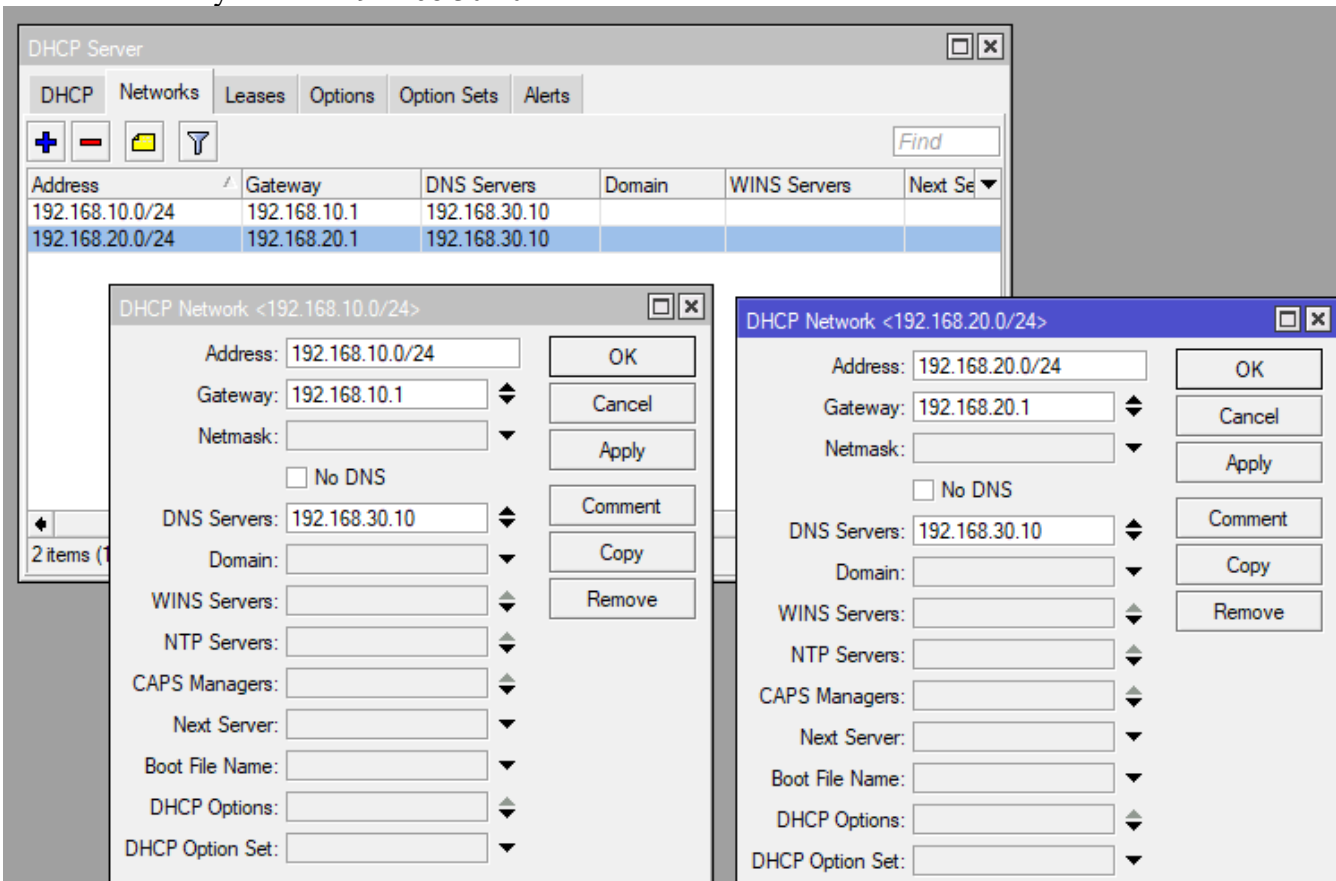 DHCP Server
DHCP Networks Leases Options Option Sets Alerts
Find
Address Gateway DNS Servers Domain WINS Servers Next Se
192.168.10.0/24 192.168.10.1 192.168.30.10
192.168.20.0/24 192.168.20.1 192.168.30.10
2 items (1
DHCP Network <192.168.10.0/24>
Address: 192.168.10.0/24 OK
Gateway: 192.168.10.1 Cancel
Netmask: Apply
No DNS
DNS Servers: 192.168.30.10 Comment
Domain: Copy
WINS Servers: Remove
NTP Servers:
CAPS Managers:
Next Server:
Boot File Name:
DHCP Options:
DHCP Option Set:
DHCP Network <192.168.20.0/24>
Address: 192.168.20.0/24 OK
Gateway: 192.168.20.1 Cancel
Netmask: Apply
No DNS
DNS Servers: 192.168.30.10 Comment
Domain: Copy
WINS Servers: Remove
NTP Servers:
CAPS Managers:
Next Server:
Boot File Name:
DHCP Options:
DHCP Option Set: